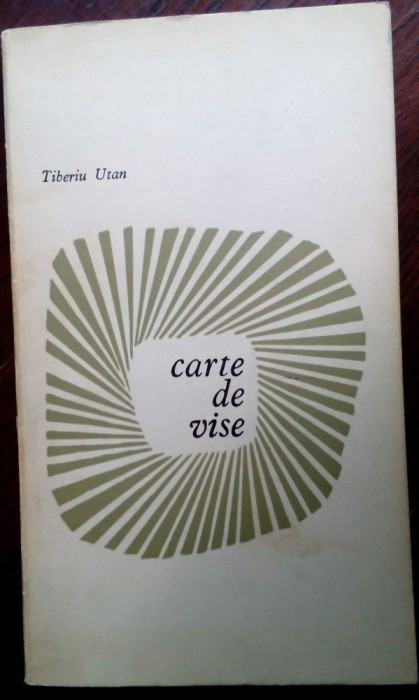 Tiberiu Utan
carte
de
vise